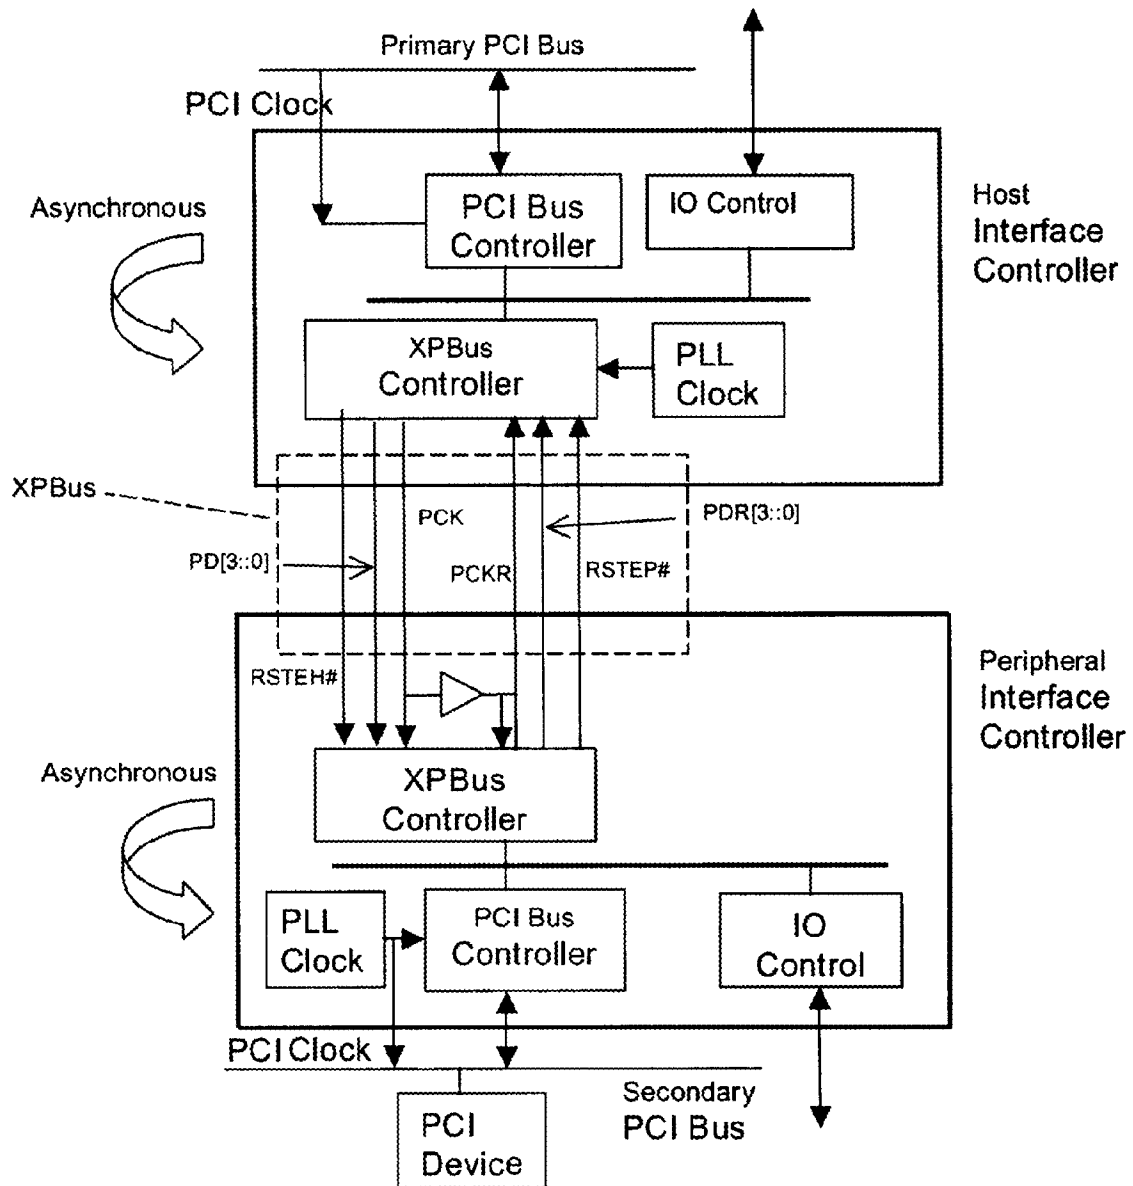 Primary PCI Bus
PCI Clock
Asynchronous
PCI Bus
Controller
IO Control
Host
Interface
Controller
XPBus
Controller
PLL
Clock
XPBus
PCK
PDR[3::0]
PD[3::0]
PCKR
RSTEP#
RSTEH#
Peripheral
Interface
Controller
Asynchronous
XPBus
Controller
PLL
Clock
PCI Bus
Controller
IO
Control
PCI Clock
Secondary
PCI Bus
PCI
Device